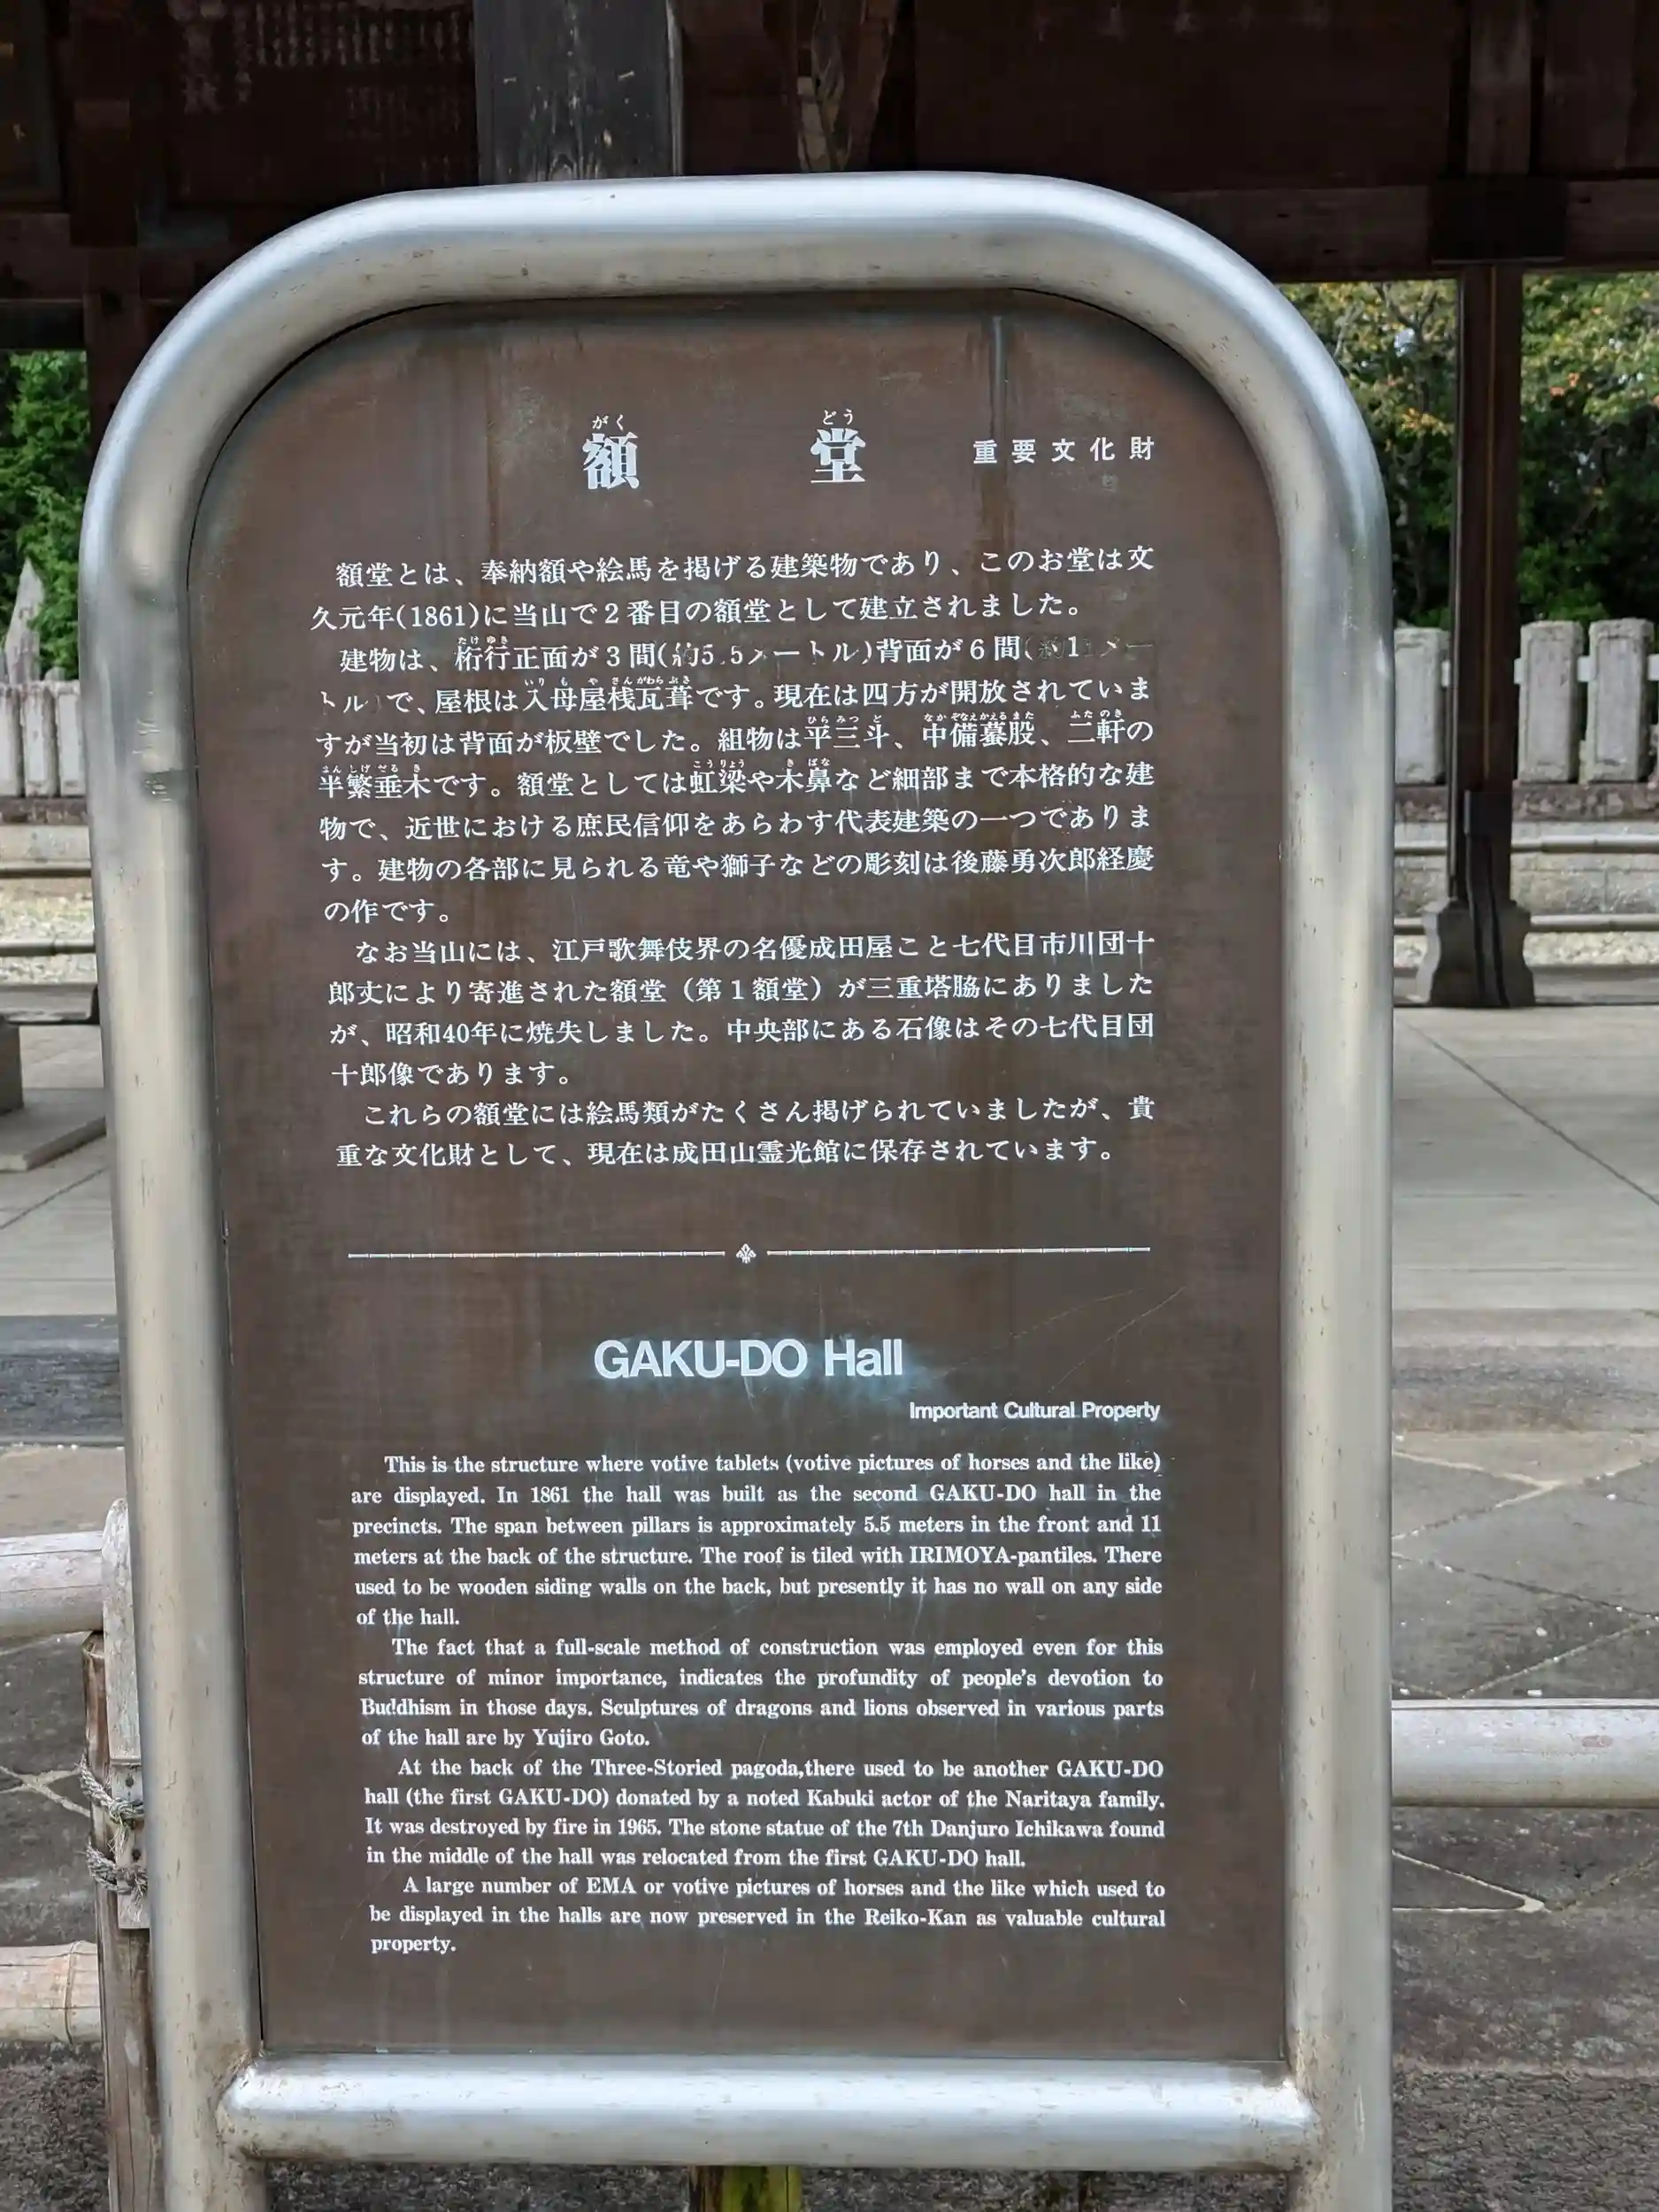 額堂 重要文化財
額堂とは、奉納額や絵馬を掲げる建築物であり、このお堂は文
久元年(1861)に当山で2番目の額堂として建立されました。
建物は、桁行正面が3間(約5.5メートル)背面が6間(約11メー
トル)で、屋根は入母屋桟瓦葺です。現在は四方が開放されていま
すが当初は背面が板壁でした。組物は平三斗、中備蟇股、二軒の
半繁垂木です。額堂としては虹梁や木鼻など細部まで本格的な建
物で、近世における庶民信仰をあらわす代表建築の一つでありま
す。建物の各部に見られる竜や獅子などの彫刻は後藤勇次郎経慶
の作です。
なお当山には、江戸歌舞伎界の名優成田屋こと七代目市川団十
郎丈により寄進された額堂（第1額堂）が三重塔脇にありました
が、昭和40年に焼失しました。中央部にある石像はその七代目団
十郎像であります。
これらの額堂には絵馬類がたくさん掲げられていましたが、貴
重な文化財として、現在は成田山霊光館に保存されています。
GAKU-DO Hall
Important Cultural Property
This is the structure where votive tablets (votive pictures of horses and the like)
are displayed. In 1861 the hall was built as the second GAKU-DO hall in the
precincts. The span between pillars is approximately 5.5 meters in the front and 11
meters at the back of the structure. The roof is tiled with IRIMOYA-pantiles. There
used to be wooden siding walls on the back, but presently it has no wall on any side
of the hall.
The fact that a full-scale method of construction was employed even for this
structure of minor importance, indicates the profundity of people's devotion to
Buddhism in those days. Sculptures of dragons and lions observed in various parts
of the hall are by Yujiro Goto.
At the back of the Three-Storied pagoda,there used to be another GAKU-DO
hall (the first GAKU-DO) donated by a noted Kabuki actor of the Naritaya family.
It was destroyed by fire in 1965. The stone statue of the 7th Danjuro Ichikawa found
in the middle of the hall was relocated from the first GAKU-DO hall.
A large number of EMA or votive pictures of horses and the like which used to
be displayed in the halls are now preserved in the Reiko-Kan as valuable cultural
property.